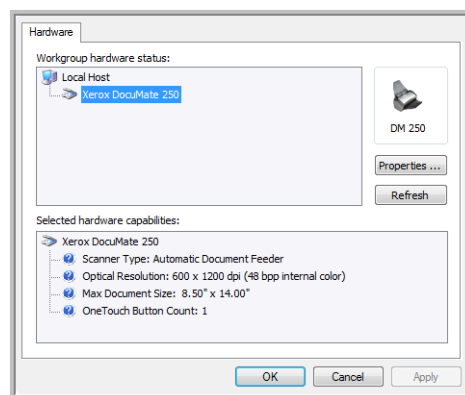 Hardware
Workgroup hardware status:
Local Host
Xerox DocuMate 250
DM 250
Properties ...
Refresh
Selected hardware capabilities:
Xerox DocuMate 250
Scanner Type: Automatic Document Feeder
Optical Resolution: 600 x 1200 dpi (48 bpp internal color)
Max Document Size: 8.50" x 14.00"
OneTouch Button Count: 1
OK Cancel Apply